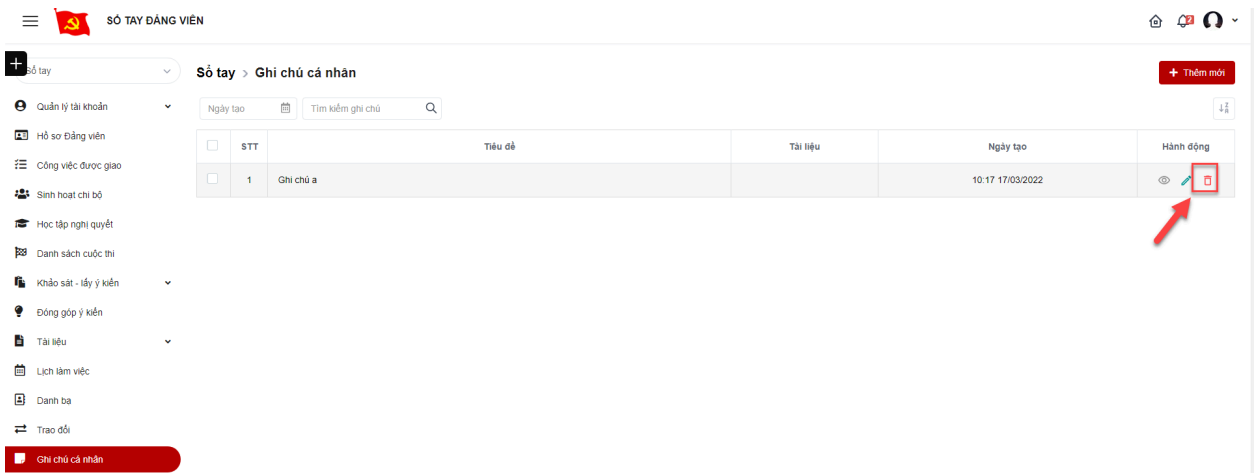 SỔ TAY ĐẢNG VIÊN
2
Sổ tay
Sổ tay > Ghi chú cá nhân
+ Thêm mới
Ngày tạo
Tìm kiếm ghi chú
Quản lý tài khoản
Hồ sơ Đảng viên
Công việc được giao
Sinh hoạt chi bộ
Học tập nghị quyết
Danh sách cuộc thi
Khảo sát - lấy ý kiến
Đóng góp ý kiến
Tài liệu
Lịch làm việc
Danh bạ
Trao đổi
Ghi chú cá nhân
STT
Tiêu đề
Tài liệu
Ngày tạo
Hành động
1
Ghi chú a
10:17 17/03/2022